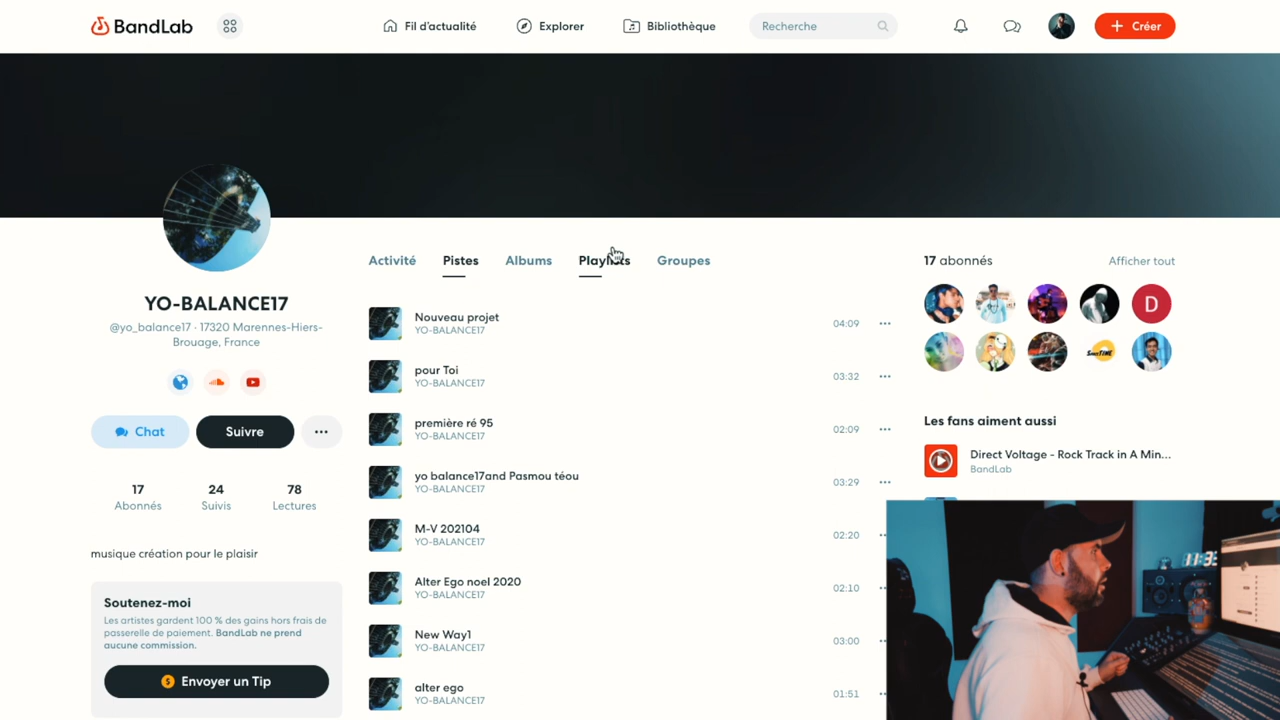 BandLab
Fil d'actualité
Explorer
Bibliothèque
Recherche
Créer
YO-BALANCE17
@yo_balance17 · 17320 Marennes-Hiers-
Brouage, France
Chat
Suivre
17
Abonnés
24
Suivis
78
Lectures
musique création pour le plaisir
Soutenez-moi
Les artistes gardent 100 % des gains hors frais de
passerelle de paiement. BandLab ne prend
aucune commission.
Envoyer un Tip
Activité
Pistes
Albums
Playlists
Groupes
Nouveau projet
YO-BALANCE17
04:09
pour Toi
YO-BALANCE17
03:32
première ré 95
YO-BALANCE17
02:09
yo balance17and Pasmou téou
YO-BALANCE17
03:29
M-V 202104
YO-BALANCE17
02:20
Alter Ego noel 2020
YO-BALANCE17
02:10
New Way1
YO-BALANCE17
03:00
alter ego
YO-BALANCE17
01:51
17 abonnés
Afficher tout
D
Les fans aiment aussi
Direct Voltage - Rock Track in A Min...
BandLab